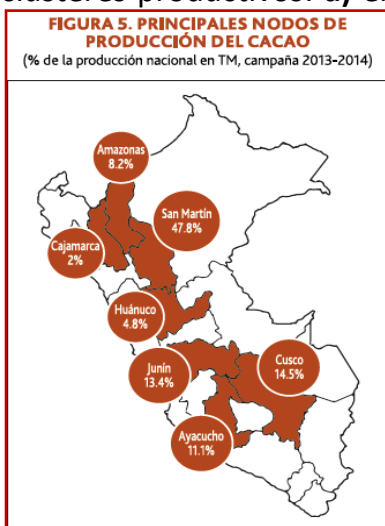 FIGURA 5. PRINCIPALES NODOS DE
PRODUCCIÓN DEL CACAO
(% de la producción nacional en TM, campaña 2013-2014)
Amazonas
8.2%
San Martín
47.8%
Cajamarca
2%
Huánuco
4.8%
Junín
13.4%
Cusco
14.5%
Ayacucho
11.1%